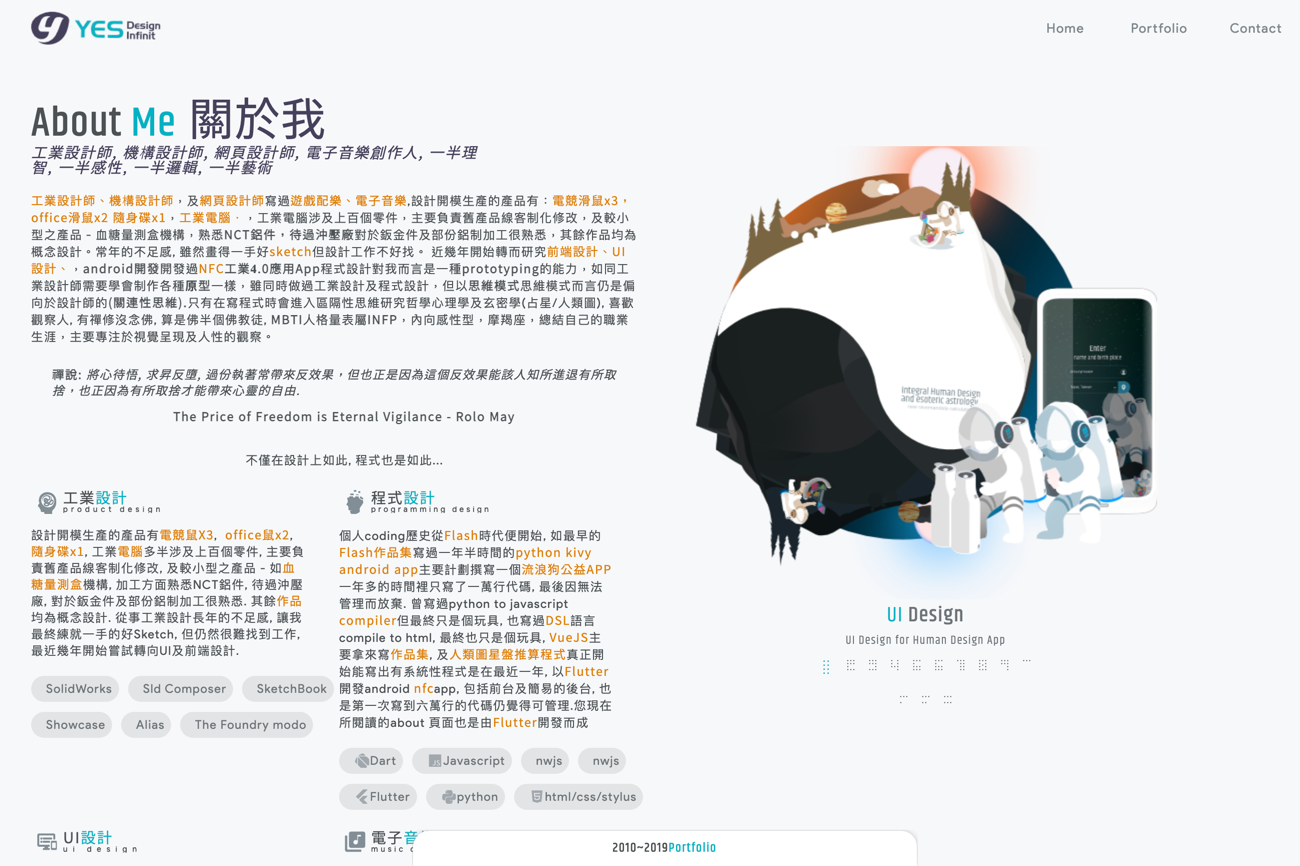 YES Design Infinit
Home
Portfolio
Contact
About Me 關於我
工業設計師, 機構設計師, 網頁設計師, 電子音樂創作人, 一半理
智, 一半感性, 一半邏輯, 一半藝術
工業設計師、機構設計師，及網頁設計師寫過遊戲配樂、電子音樂,設計開模生產的產品有：電競滑鼠x3，
office滑鼠x2 隨身碟x1，工業電腦．，工業電腦涉及上百個零件，主要負責舊產品線客制化修改，及較小
型之產品 - 血糖量測盒機構，熟悉NCT鋁件，待過沖壓廠對於鈑金件及部份鋁制加工很熟悉，其餘作品均為
概念設計。常年的不足感, 雖然畫得一手好sketch但設計工作不好找。 近幾年開始轉而研究前端設計、UI
設計、，android開發開發過NFC工業4.0應用App程式設計對我而言是一種prototyping的能力，如同工
業設計師需要學會制作各種原型一樣，雖同時做過工業設計及程式設計，但以思維模式思維模式而言仍是偏
向於設計師的(關連性思維).只有在寫程式時會進入區隔性思維研究哲學心理學及玄密學(占星/人類圖), 喜歡
觀察人, 有禪修沒念佛, 算是佛半個佛教徒, MBTI人格量表屬INFP，內向感性型，摩羯座，總結自己的職業
生涯，主要專注於視覺呈現及人性的觀察。
禪說: 將心待悟, 求昇反墮, 過份執著常帶來反效果，但也正是因為這個反效果能該人知所進退有所取
捨，也正因為有所取捨才能帶來心靈的自由.
The Price of Freedom is Eternal Vigilance - Rolo May
不僅在設計上如此, 程式也是如此...
工業設計
product design
設計開模生產的產品有電競鼠X3, office鼠x2,
隨身碟x1, 工業電腦多半涉及上百個零件, 主要負
責舊產品線客制化修改, 及較小型之產品 - 如血
糖量測盒機構, 加工方面熟悉NCT鋁件, 待過沖壓
廠, 對於鈑金件及部份鋁制加工很熟悉. 其餘作品
均為概念設計. 從事工業設計長年的不足感, 讓我
最終練就一手的好Sketch, 但仍然很難找到工作,
最近幾年開始嘗試轉向UI及前端設計.
SolidWorks
Sld Composer
SketchBook
Showcase
Alias
The Foundry modo
程式設計
programming design
個人coding歷史從Flash時代便開始, 如最早的
Flash作品集寫過一年半時間的python kivy
android app主要計劃撰寫一個流浪狗公益APP
一年多的時間裡只寫了一萬行代碼, 最後因無法
管理而放棄. 曾寫過python to javascript
compiler但最終只是個玩具, 也寫過DSL語言
compile to html, 最終也只是個玩具, VueJS主
要拿來寫作品集, 及人類圖星盤推算程式真正開
始能寫出有系統性程式是在最近一年, 以Flutter
開發android nfcapp, 包括前台及簡易的後台, 也
是第一次寫到六萬行的代碼仍覺得可管理.您現在
所閱讀的about 頁面也是由Flutter開發而成
Dart
Javascript
nwjs
nwjs
Flutter
python
html/css/stylus
Integral Human Design
and esoteric astrology
Enter
name and birth place
UI Design
UI Design for Human Design App
UI設計
ui design
電子音
music
2010~2019Portfolio